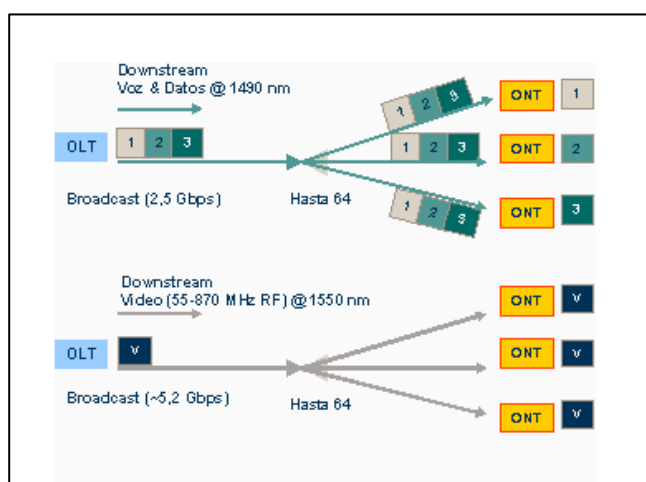 Downstream
Voz & Datos @ 1490 nm
1 2 3
ONT 1
OLT 1 2 3
1 2 3
ONT 2
Broadcast (2,5 Gbps)
Hasta 64
1 2 3
ONT 3
Downstream
Video (55-870 MHz RF) @ 1550 nm
ONT V
OLT V
ONT V
Broadcast (~5,2 Gbps)
Hasta 64
ONT V